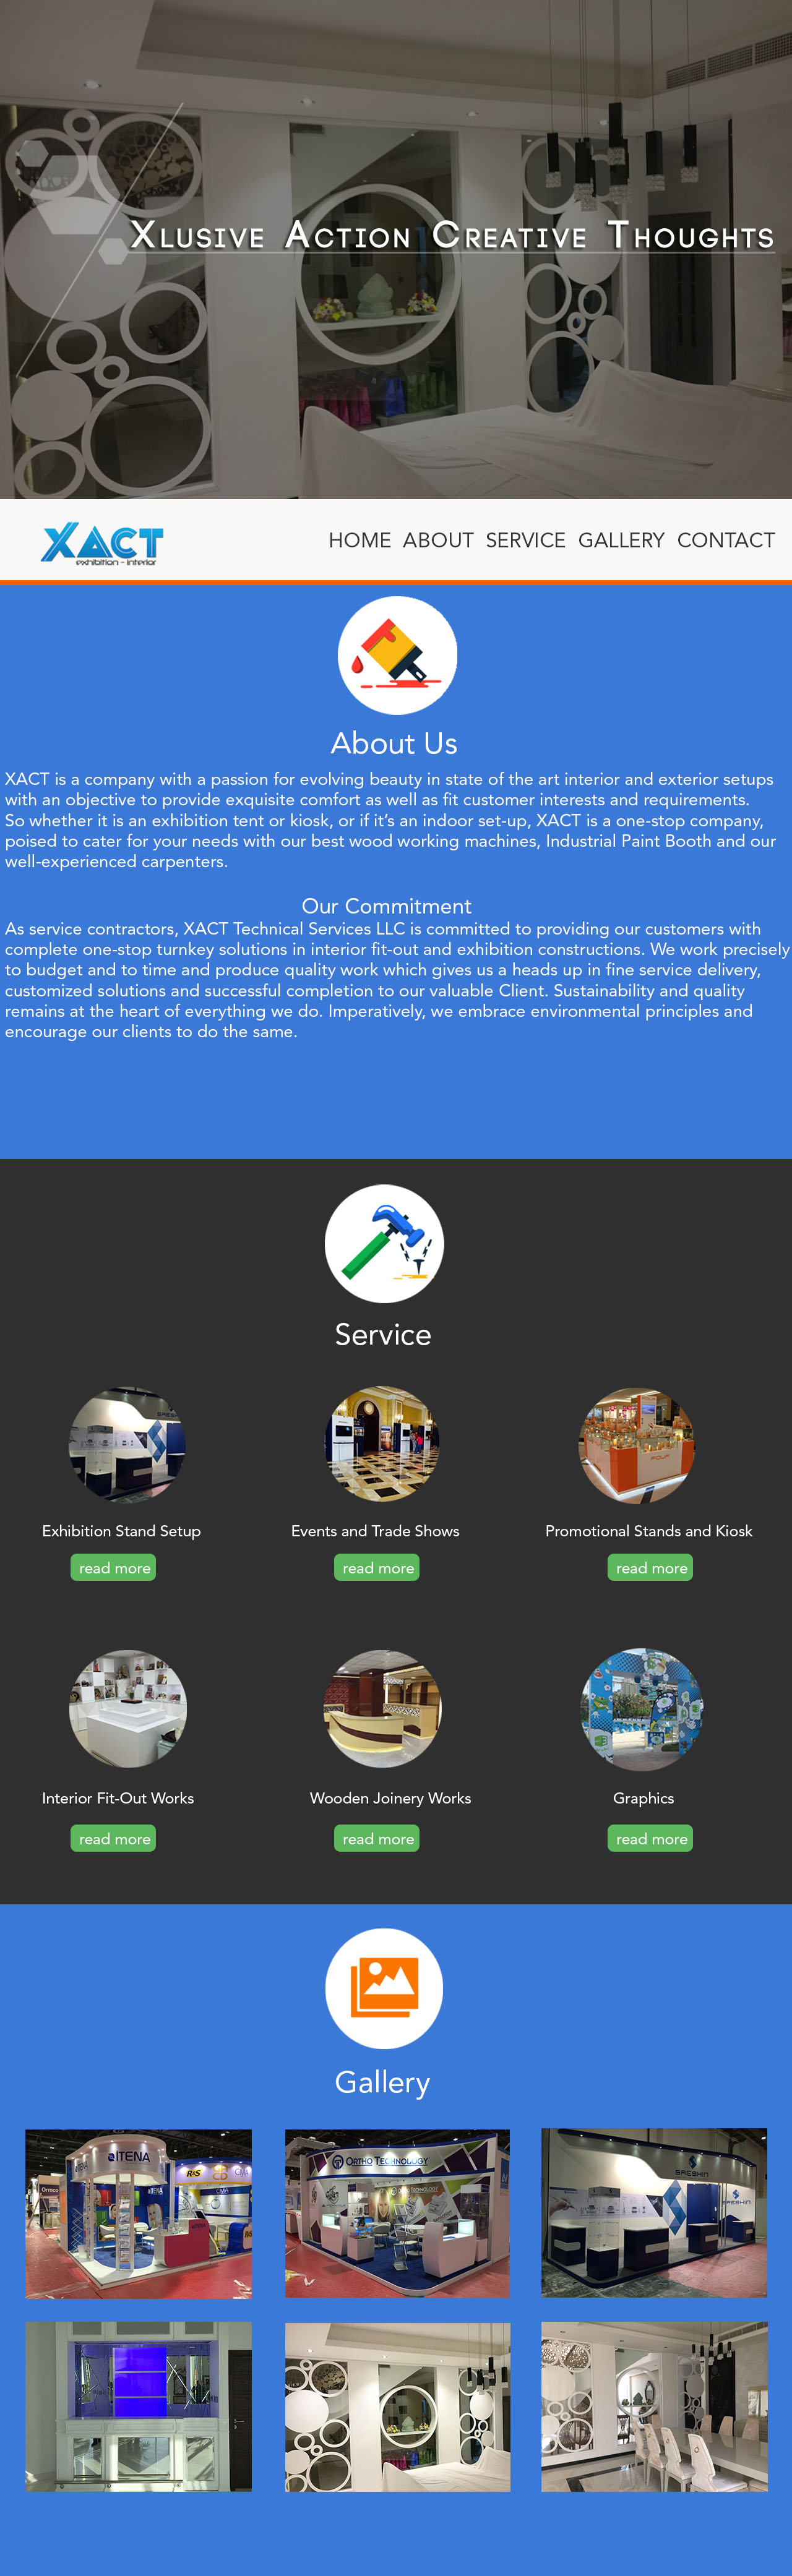 XLUSIVE ACTION CREATIVE THOUGHTS
XACT
exhibition - interior
HOME ABOUT SERVICE GALLERY CONTACT
About Us
XACT is a company with a passion for evolving beauty in state of the art interior and exterior setups
with an objective to provide exquisite comfort as well as fit customer interests and requirements.
So whether it is an exhibition tent or kiosk, or if it’s an indoor set-up, XACT is a one-stop company,
poised to cater for your needs with our best wood working machines, Industrial Paint Booth and our
well-experienced carpenters.
Our Commitment
As service contractors, XACT Technical Services LLC is committed to providing our customers with
complete one-stop turnkey solutions in interior fit-out and exhibition constructions. We work precisely
to budget and to time and produce quality work which gives us a heads up in fine service delivery,
customized solutions and successful completion to our valuable Client. Sustainability and quality
remains at the heart of everything we do. Imperatively, we embrace environmental principles and
encourage our clients to do the same.
Service
Exhibition Stand Setup
Events and Trade Shows
Promotional Stands and Kiosk
read more
read more
read more
Interior Fit-Out Works
Wooden Joinery Works
Graphics
read more
read more
read more
Gallery
ITENA
RKS
CMA
Ormco
ORTHO TECHNOLOGY
SRESHIN
SRESHIN